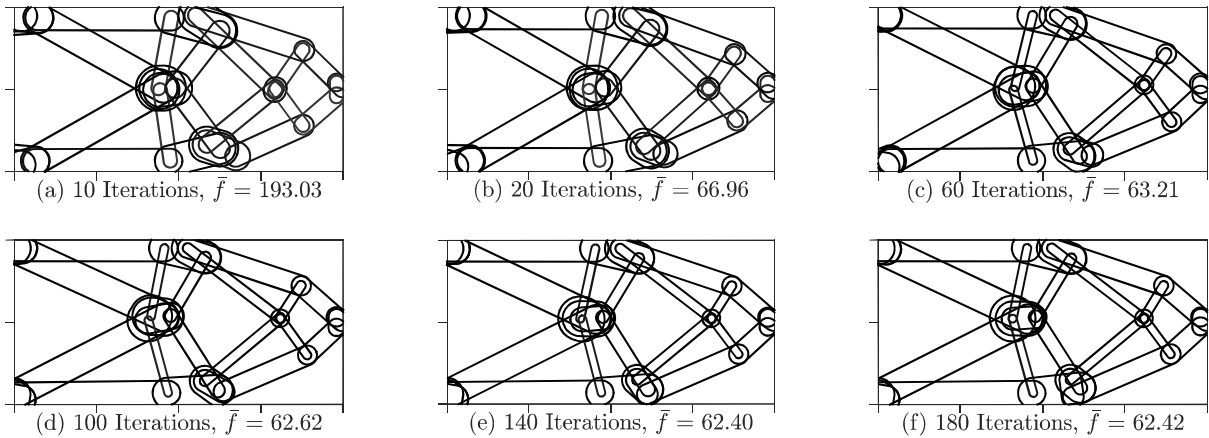 (a) 10 Iterations, f̄ = 193.03
(b) 20 Iterations, f̄ = 66.96
(c) 60 Iterations, f̄ = 63.21
(d) 100 Iterations, f̄ = 62.62
(e) 140 Iterations, f̄ = 62.40
(f) 180 Iterations, f̄ = 62.42